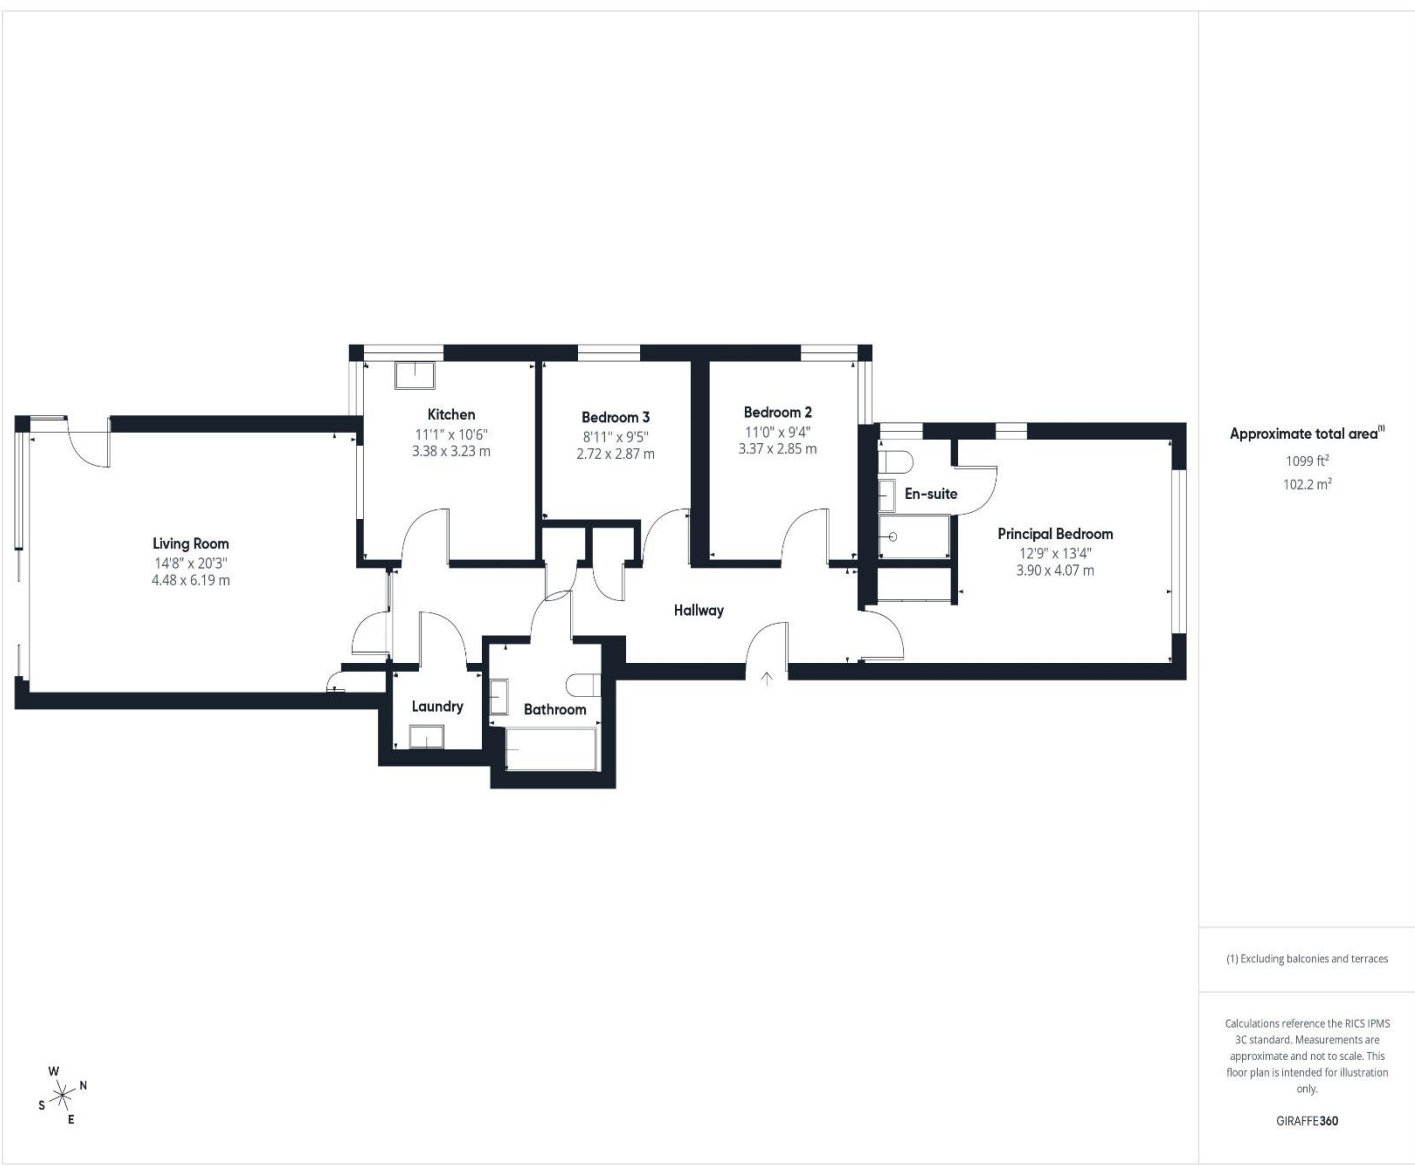 Kitchen
11'1" x 10'6"
3.38 x 3.23 m
Bedroom 3
8'11" x 9'5"
2.72 x 2.87 m
Bedroom 2
11'0" x 9'4"
3.37 x 2.85 m
En-suite
Principal Bedroom
12'9" x 13'4"
3.90 x 4.07 m
Living Room
14'8" x 20'3"
4.48 x 6.19 m
Hallway
Laundry
Bathroom
W
N
S
E
Approximate total area⁽¹⁾
1099 ft²
102.2 m²
(1) Excluding balconies and terraces
Calculations reference the RICS IPMS
3C standard. Measurements are
approximate and not to scale. This
floor plan is intended for illustration
only.
GIRAFFE360